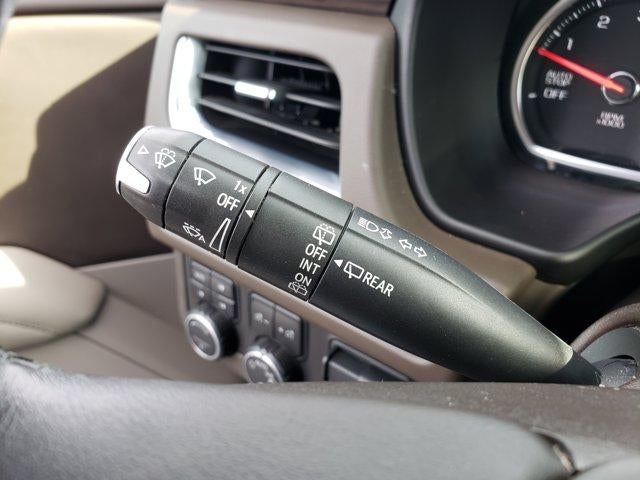 1x
OFF
A
OFF
INT
ON
REAR
1
2
AUTO
STOP
OFF
RPM
x1000